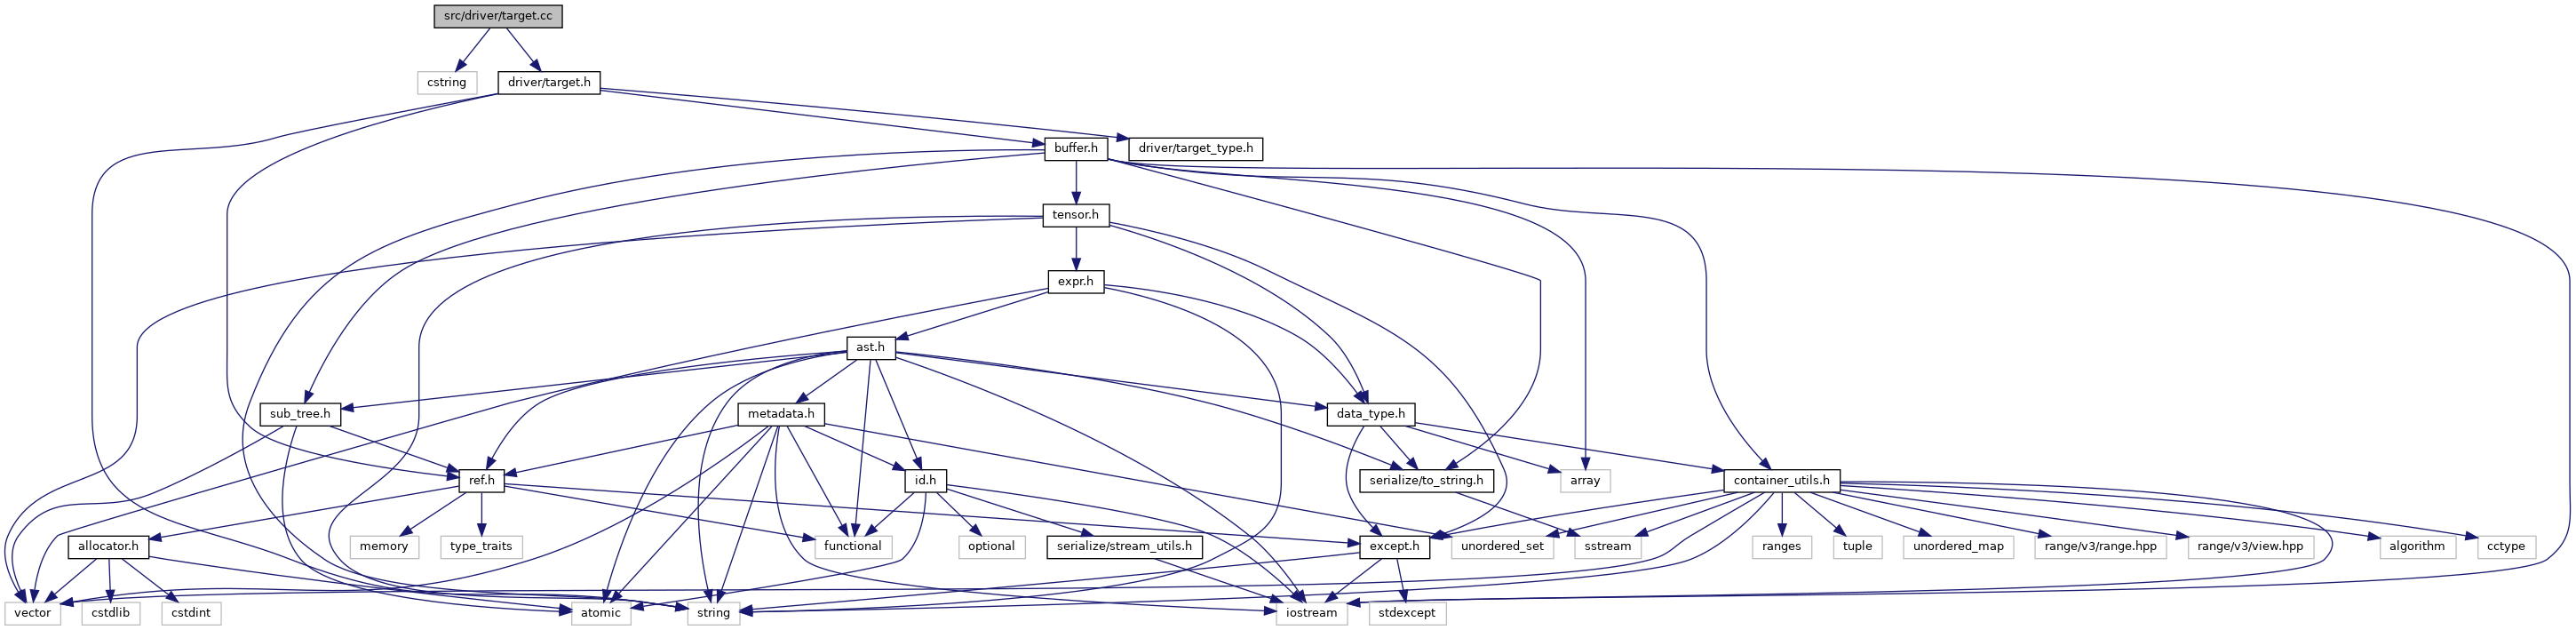 src/driver/target.cc
cstring
driver/target.h
buffer.h
driver/target_type.h
tensor.h
expr.h
ast.h
sub_tree.h
metadata.h
data_type.h
ref.h
id.h
serialize/to_string.h
array
container_utils.h
allocator.h
memory
type_traits
functional
optional
serialize/stream_utils.h
except.h
unordered_set
sstream
ranges
tuple
unordered_map
range/v3/range.hpp
range/v3/view.hpp
algorithm
cctype
vector
cstdlib
cstdint
atomic
string
iostream
stdexcept